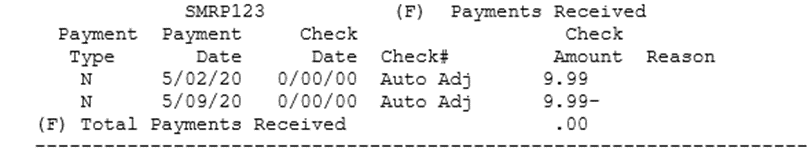 SMRP123 (F) Payments Received
Payment Payment Check Check
Type Date Date Check# Amount Reason
N 5/02/20 0/00/00 Auto Adj 9.99
N 5/09/20 0/00/00 Auto Adj 9.99-
(F) Total Payments Received .00